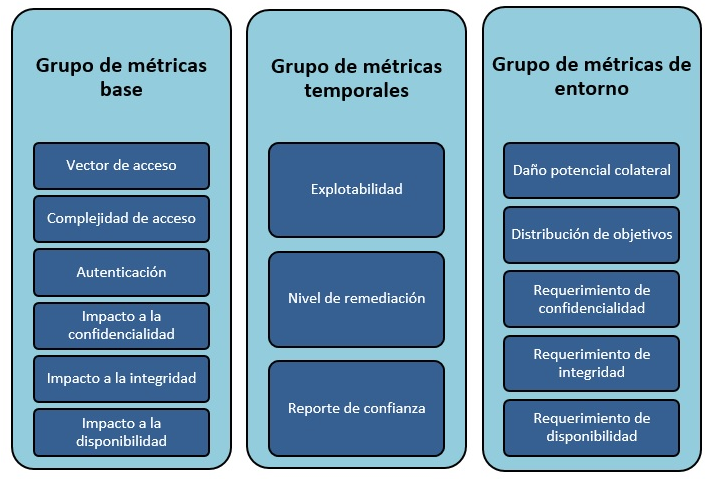 Grupo de métricas
base
Vector de acceso
Complejidad de acceso
Autenticación
Impacto a la
confidencialidad
Impacto a la integridad
Impacto a la
disponibilidad
Grupo de métricas
temporales
Explotabilidad
Nivel de remediación
Reporte de confianza
Grupo de métricas de
entorno
Daño potencial colateral
Distribución de objetivos
Requerimiento de
confidencialidad
Requerimiento de
integridad
Requerimiento de
disponibilidad